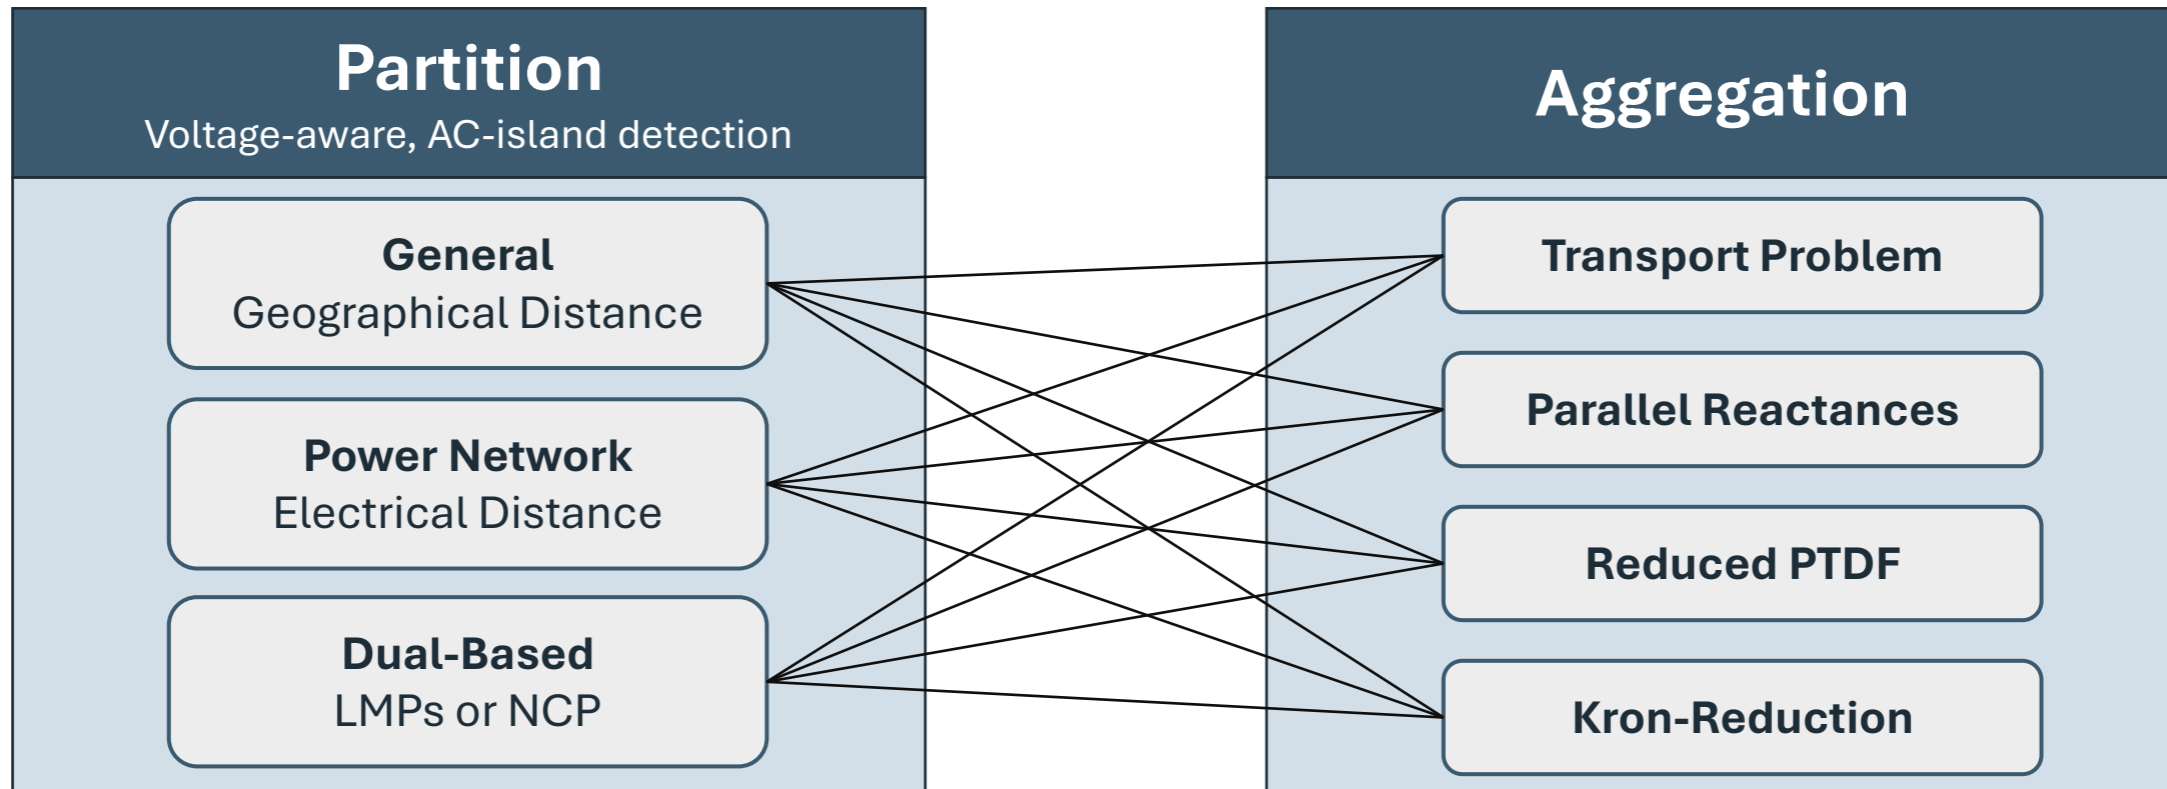 Partition
Voltage-aware, AC-island detection
General
Geographical Distance
Power Network
Electrical Distance
Dual-Based
LMPs or NCP
Aggregation
Transport Problem
Parallel Reactances
Reduced PTDF
Kron-Reduction